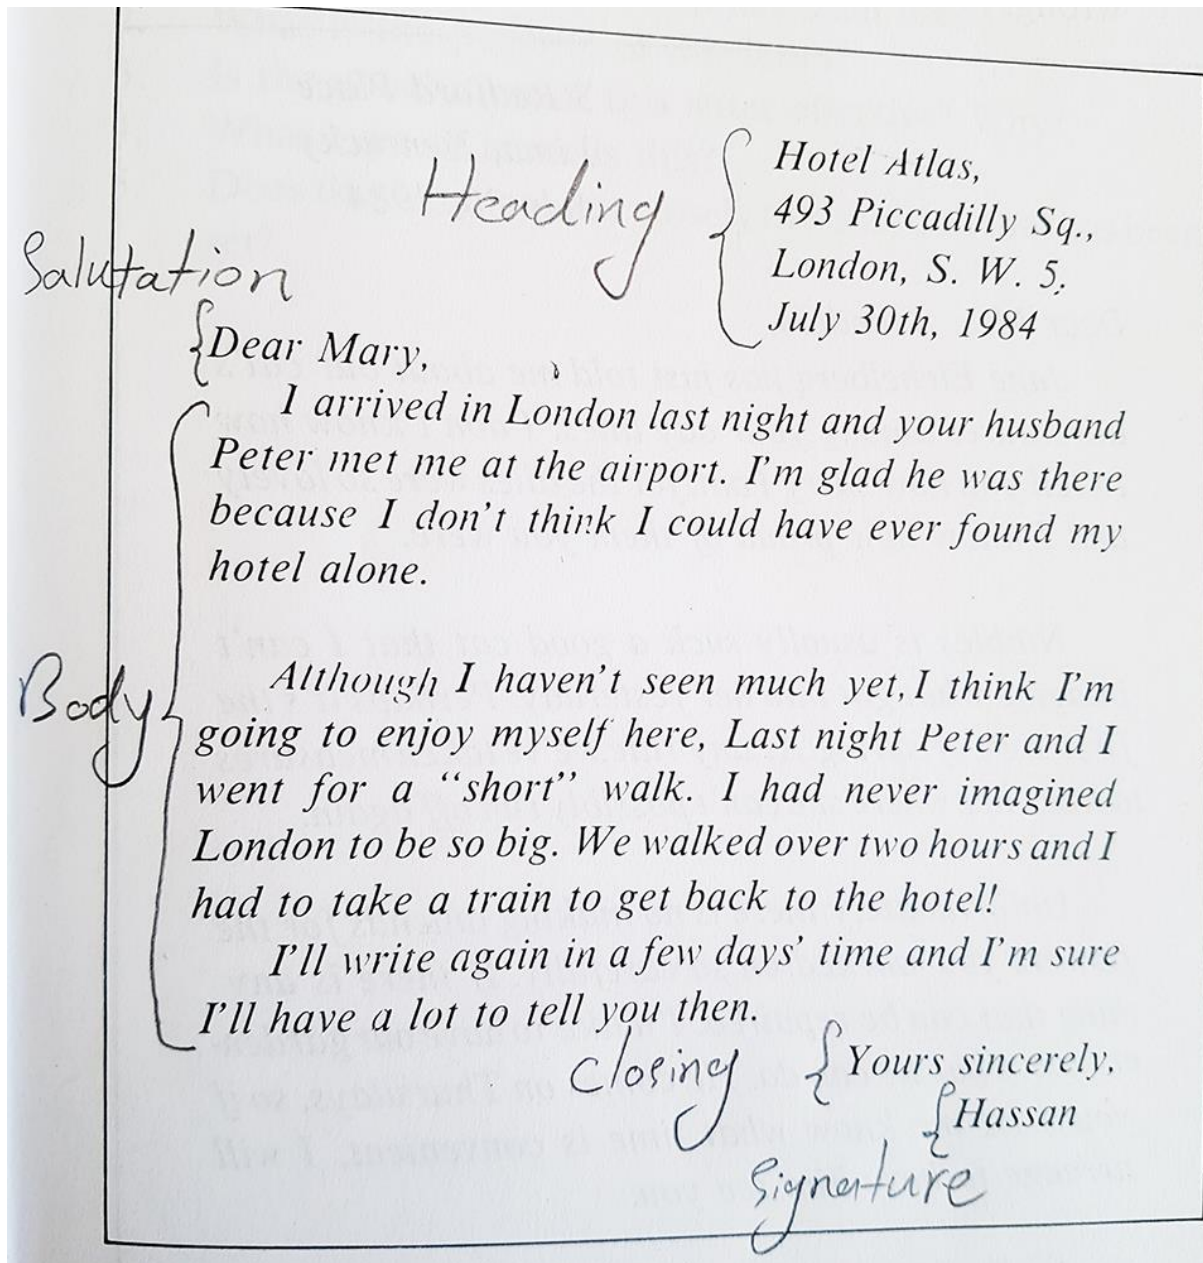 Heading
Hotel Atlas,
493 Piccadilly Sq.,
London, S. W. 5.
July 30th, 1984
Salutation
Dear Mary,
I arrived in London last night and your husband
Peter met me at the airport. I'm glad he was there
because I don't think I could have ever found my
hotel alone.
Body
Although I haven't seen much yet, I think I'm
going to enjoy myself here, Last night Peter and I
went for a “short” walk. I had never imagined
London to be so big. We walked over two hours and I
had to take a train to get back to the hotel!
I'll write again in a few days' time and I'm sure
I'll have a lot to tell you then.
Closing
Yours sincerely,
Hassan
Signature